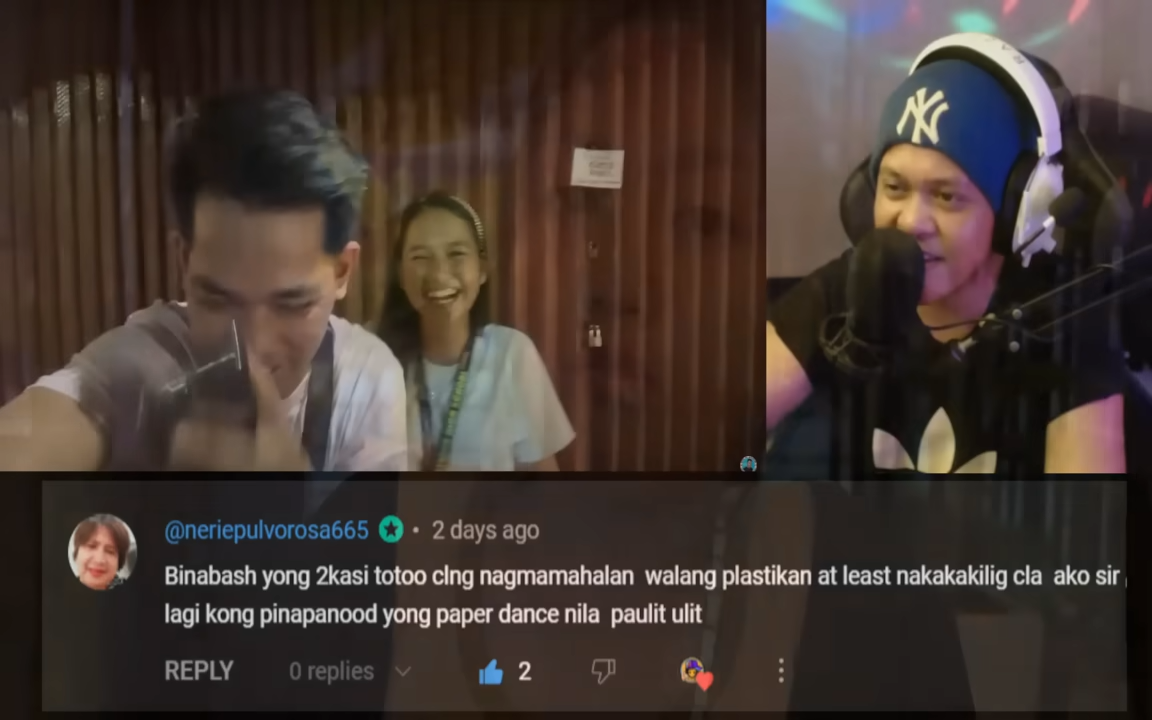 NY
@neriepulvorosa665 • 2 days ago
Binabash yong 2kasi totoo clng nagmamahalan walang plastikan at least nakakakilig cla ako sir
lagi kong pinapanood yong paper dance nila paulit ulit
REPLY 0 replies 2